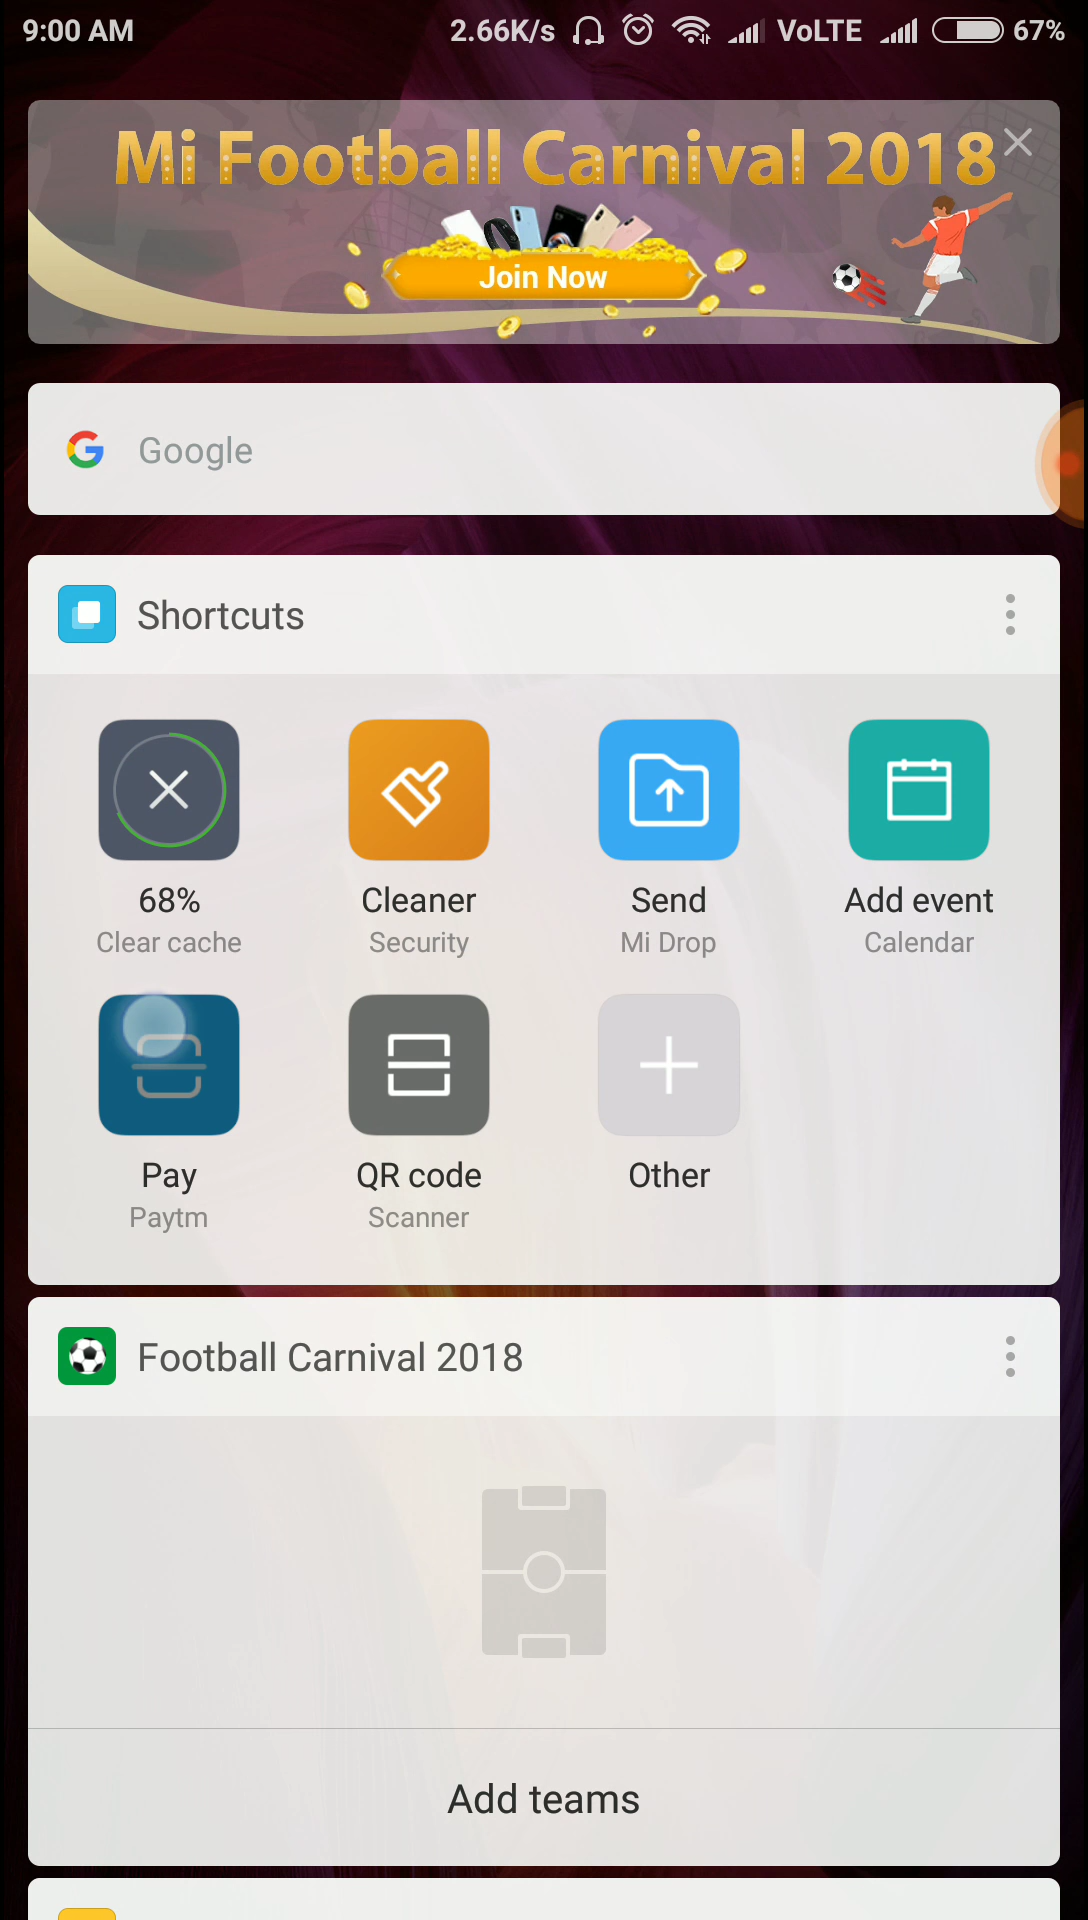 9:00 AM 2.66K/s VoLTE 67%
Mi Football Carnival 2018
Join Now
Google
Shortcuts
68% Cleaner Send Add event
Clear cache Security Mi Drop Calendar
Pay QR code Other
Paytm Scanner
Football Carnival 2018
Add teams